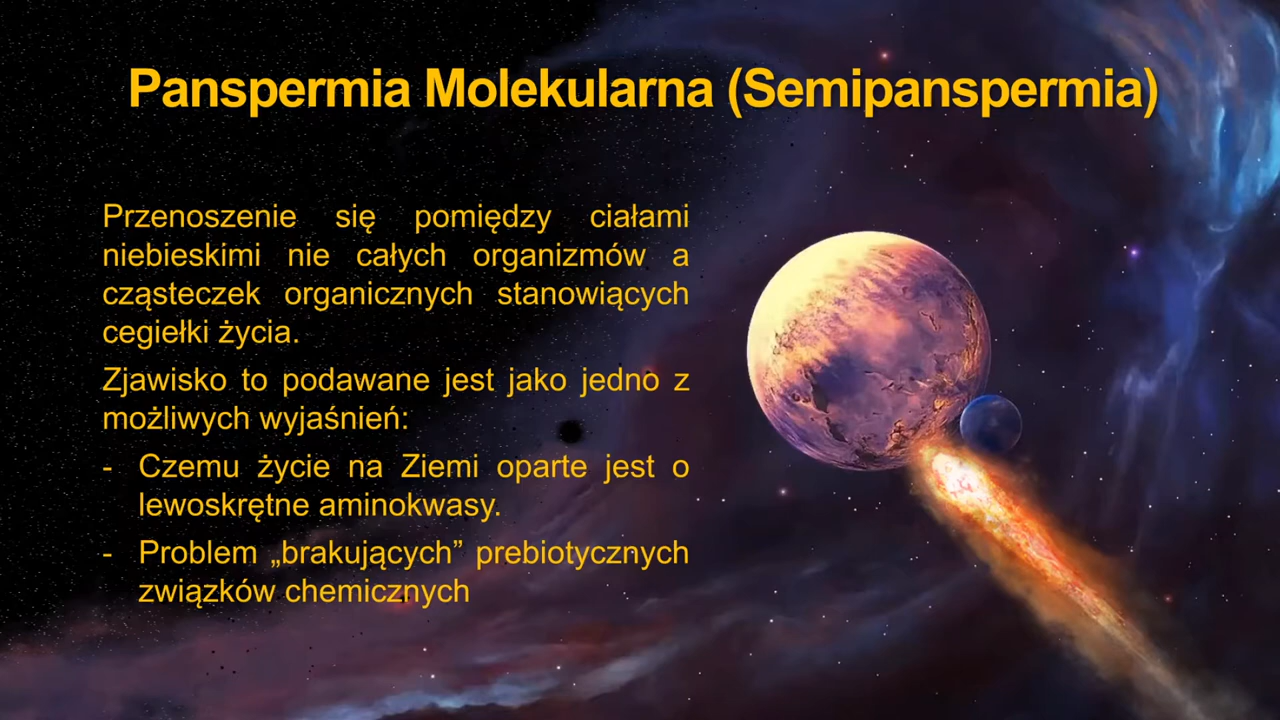 Panspermia Molekularna (Semipanspermia)
Przenoszenie się pomiędzy ciałami
niebieskimi nie całych organizmów a
cząsteczek organicznych stanowiących
cegiełki życia.
Zjawisko to podawane jest jako jedno z
możliwych wyjaśnień:
- Czemu życie na Ziemi oparte jest o
lewoskrętne aminokwasy.
- Problem „brakujących” prebiotycznych
związków chemicznych